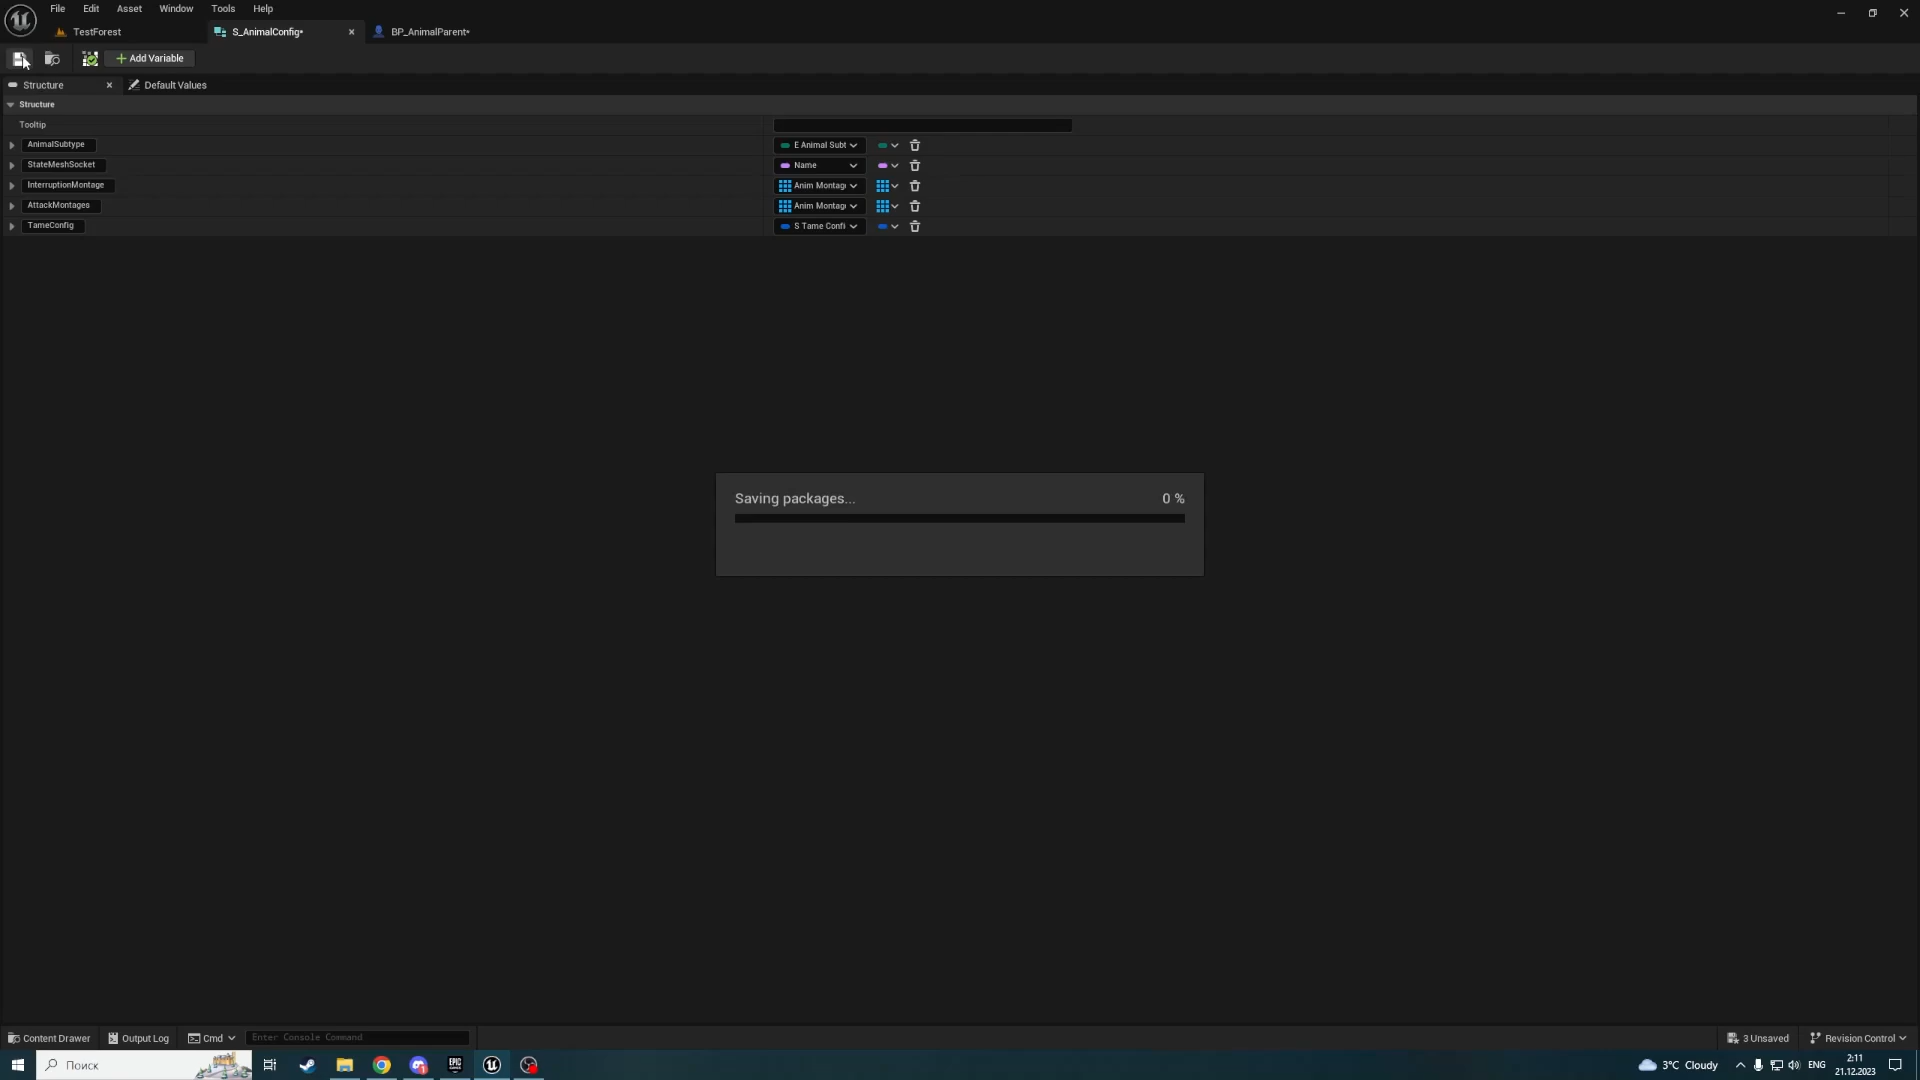 File Edit Asset Window Tools Help
TestForest S_AnimalConfig* BP_AnimalParent*
Add Variable
Structure Default Values
Structure
Tooltip
AnimalSubtype E Animal Subt
StateMeshSocket Name
InterruptionMontage Anim Montag
AttackMontages Anim Montag
TameConfig S Tame Confi
Saving packages... 0 %
Content Drawer Output Log Cmd Enter Console Command 3 Unsaved Revision Control
Поиск EPIC GAMES 3°C Cloudy ENG 2:11
21.12.2023